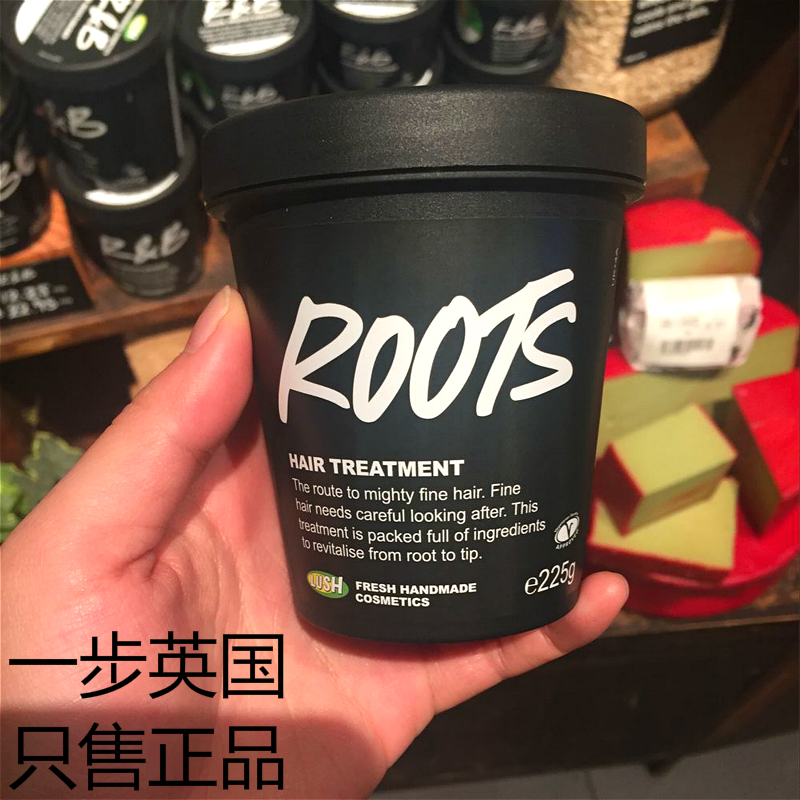 R&B
R&B
R&B
ROOTS
HAIR TREATMENT
The route to mighty fine hair. Fine
hair needs careful looking after. This
treatment is packed full of ingredients
to revitalise from root to tip.
LUSH
FRESH HANDMADE
COSMETICS
e225g
一步英国
只售正品